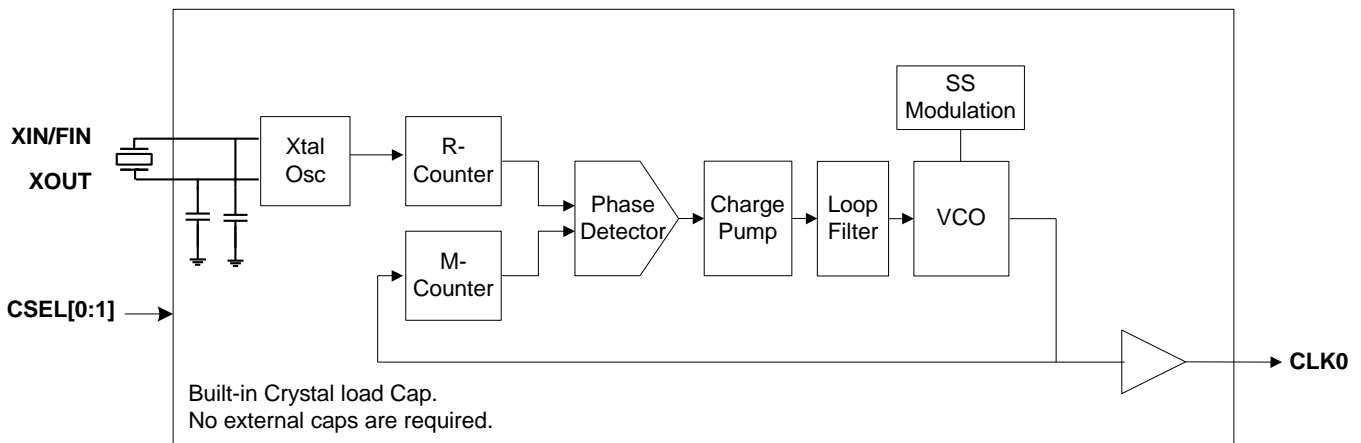 SS
Modulation
XIN/FIN
XOUT
Xtal
Osc
R-
Counter
Phase
Detector
Charge
Pump
Loop
Filter
VCO
M-
Counter
CSEL[0:1]
CLK0
Built-in Crystal load Cap.
No external caps are required.